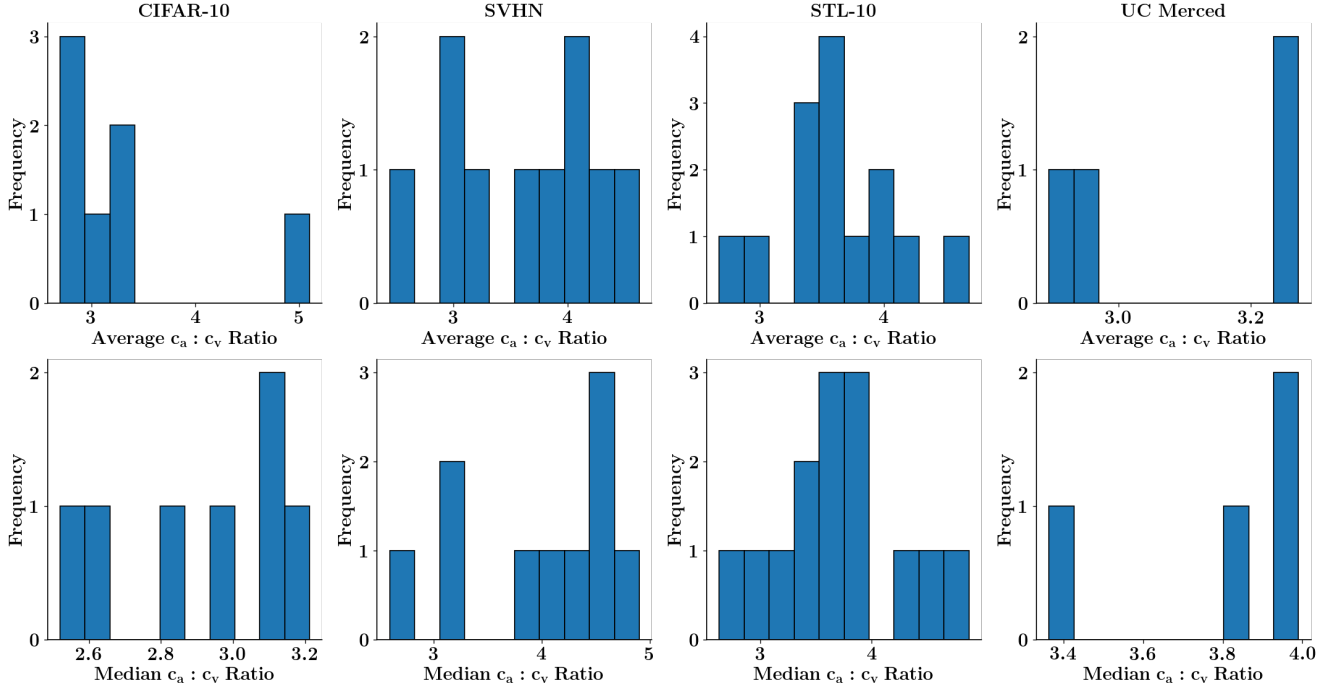 CIFAR-10
SVHN
STL-10
UC Merced
Frequency
3
2
1
0
3
4
5
Average c_a : c_v Ratio
Frequency
2
1
0
3
4
Average c_a : c_v Ratio
Frequency
4
3
2
1
0
3
4
Average c_a : c_v Ratio
Frequency
2
1
0
3.0
3.2
Average c_a : c_v Ratio
Frequency
2
1
0
2.6
2.8
3.0
3.2
Median c_a : c_v Ratio
Frequency
3
2
1
0
3
4
5
Median c_a : c_v Ratio
Frequency
3
2
1
0
3
4
Median c_a : c_v Ratio
Frequency
2
1
0
3.4
3.6
3.8
4.0
Median c_a : c_v Ratio